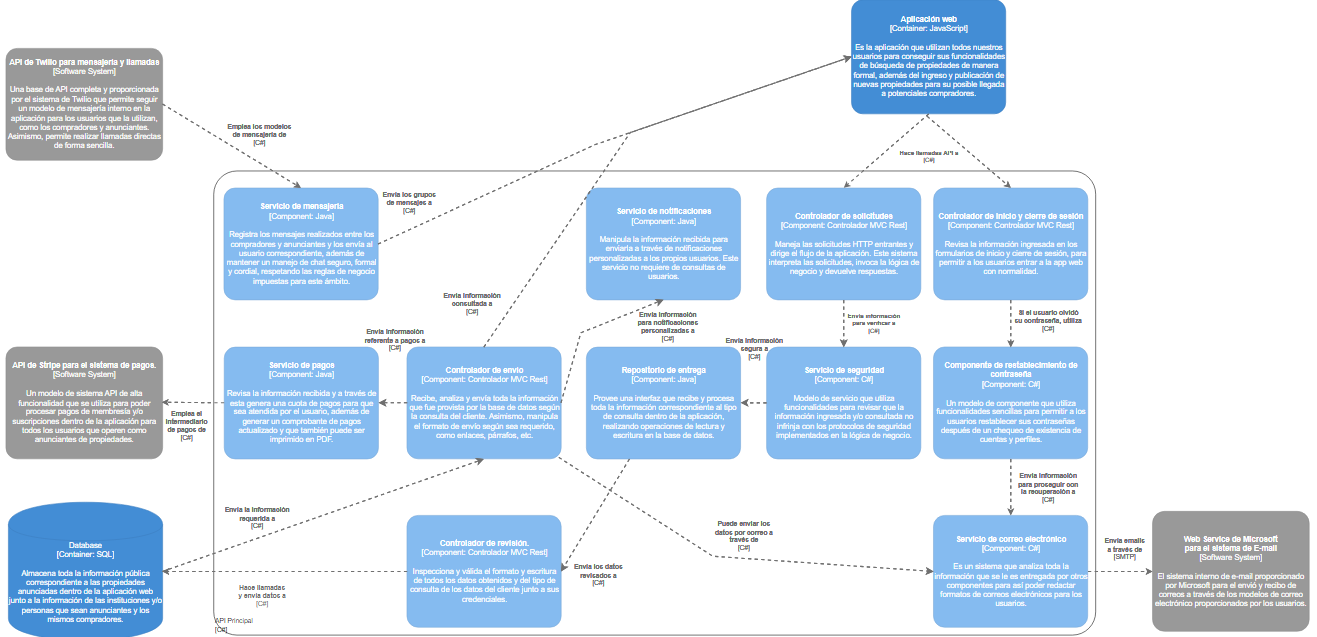 Aplicación web
[Container: JavaScript]
Es la aplicación que utilizan todos nuestros
usuarios para conseguir sus funcionalidades
de búsqueda de propiedades de manera
formal, además del ingreso y publicación de
nuevas propiedades para su posible llegada
a potenciales compradores.
API de Twilio para mensajería y llamadas
[Software System]
Una base de API completa y proporcionada
por el sistema de Twilio que permite seguir
un modelo de mensajería interno en la
aplicación para los usuarios que la utilizan,
como los compradores y anunciantes.
Asimismo, permite realizar llamadas directas
de forma sencilla.
Emplea los modelos
de mensajería de
[C#]
Hace llamadas API a
[C#]
Envía los grupos
de mensajes a
[C#]
Servicio de mensajería
[Component: Java]
Registra los mensajes realizados entre los
compradores y anunciantes y los envía al
usuario correspondiente, además de
mantener un manejo de chat seguro, formal
y cordial, respetando las reglas de negocio
impuestas para este ámbito.
Servicio de notificaciones
[Component: Java]
Manipula la información recibida para
enviarla a través de notificaciones
personalizadas a los propios usuarios. Este
servicio no requiere de consultas de
usuarios.
Controlador de solicitudes
[Component: Controlador MVC Rest]
Maneja las solicitudes HTTP entrantes y
dirige el flujo de la aplicación. Este sistema
interpreta las solicitudes, invoca la lógica de
negocio y devuelve respuestas.
Controlador de inicio y cierre de sesión
[Component: Controlador MVC Rest]
Revisa la información ingresada en los
formularios de inicio y cierre de sesión, para
permitir a los usuarios entrar a la app web
con normalidad.
Envía información
consultada a
[C#]
Envía información
referente a pagos a
[C#]
Envía información
para notificaciones
personalizadas a
[C#]
Envía información
segura a
[C#]
Envía información
para verificar a
[C#]
Si el usuario olvidó
su contraseña, utiliza
[C#]
API de Stripe para el sistema de pagos.
[Software System]
Un modelo de sistema API de alta
funcionalidad que se utiliza para poder
procesar pagos de membresía y/o
suscripciones dentro de la aplicación para
todos los usuarios que operen como
anunciantes de propiedades.
Emplea el
intermediario
de pagos de
[C#]
Servicio de pagos
[Component: Java]
Revisa la información recibida y a través de
esta genera una cuota de pagos para que
sea atendida por el usuario, además de
generar un comprobante de pagos
actualizado y que también puede ser
imprimido en PDF.
Controlador de envío
[Component: Controlador MVC Rest]
Recibe, analiza y envía toda la información
que fue provista por la base de datos según
la consulta del cliente. Asimismo, manipula
el formato de envío según sea requerido,
como enlaces, párrafos, etc.
Repositorio de entrega
[Component: Java]
Provee una interfaz que recibe y procesa
toda la información correspondiente al tipo
de consulta dentro de la aplicación,
realizando operaciones de lectura y
escritura en la base de datos.
Servicio de seguridad
[Component: C#]
Modelo de servicio que utiliza
funcionalidades para revisar que la
información ingresada y/o consultada no
infrinja con los protocolos de seguridad
implementados en la lógica de negocio.
Componente de restablecimiento de
contraseña
[Component: C#]
Un modelo de componente que utiliza
funcionalidades sencillas para permitir a los
usuarios restablecer sus contraseñas
después de un chequeo de existencia de
cuentas y perfiles.
Envía la información
requerida a
[C#]
Puede enviar los
datos por correo a
través de
[C#]
Envía información
para proseguir con
la recuperación a
[C#]
Database
[Container: SQL]
Almacena toda la información pública
correspondiente a las propiedades
anunciadas dentro de la aplicación web
junto a la información de las instituciones y/o
personas que sean anunciantes y los
mismos compradores.
Hace llamadas
y envía datos a
[C#]
Controlador de revisión.
[Component: Controlador MVC Rest]
Inspecciona y válida el formato y escritura
de todos los datos obtenidos y del tipo de
consulta de los datos del cliente junto a sus
credenciales.
Envía los datos
revisados a
[C#]
Servicio de correo electrónico
[Component: C#]
Es un sistema que analiza toda la
información que se le es entregada por otros
componentes para así poder redactar
formatos de correos electrónicos para los
usuarios.
Envía emails
a través de
[SMTP]
Web Service de Microsoft
para el sistema de E-mail
[Software System]
El sistema interno de e-mail proporcionado
por Microsoft para el envió y recibo de
correos a través de los modelos de correo
electrónico proporcionados por los usuarios.
API Principal
[C#]